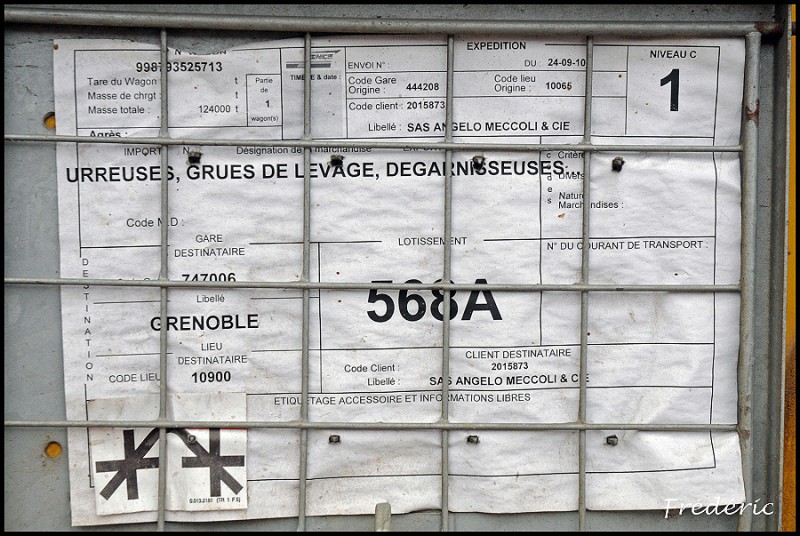 EXPEDITION
NIVEAU C
998793525713
ENVOI N° :
DU : 24-09-10
Tare du Wagon : t
Partie de
1
wagon(s)
TIMBRE & date :
Code Gare
Origine : 444208
Code lieu
Origine : 10065
1
Masse de chrgt : t
Masse totale : 124000 t
Code client : 2015873
Agrès :
Libellé : SAS ANGELO MECCOLI & CIE
IMPORT
Désignation de la marchandise
URREUSES, GRUES DE LEVAGE, DEGARNISSEUSES...
Critère
Divers
Nature
Marchandises :
Code M.D :
GARE
DESTINATAIRE
LOTISSEMENT
N° DU COURANT DE TRANSPORT :
DESTINATION
747006
Libellé
568A
GRENOBLE
LIEU
DESTINATAIRE
CLIENT DESTINATAIRE
Code Client : 2015873
CODE LIEU 10900
Libellé : SAS ANGELO MECCOLI & CIE
ETIQUETAGE ACCESSOIRE ET INFORMATIONS LIBRES
Frédéric